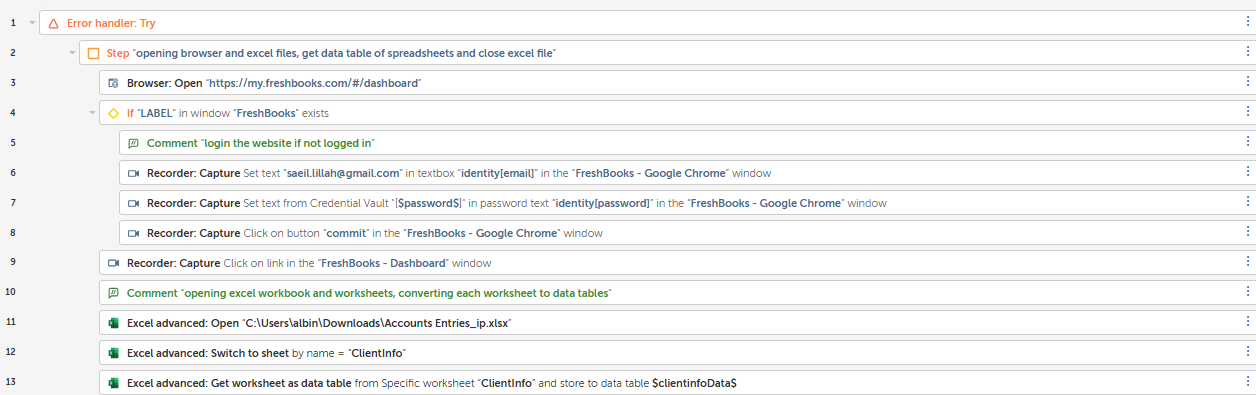 1 Error handler: Try
2 Step "opening browser and excel files, get data table of spreadsheets and close excel file"
3 Browser: Open "https://my.freshbooks.com/#/dashboard"
4 If "LABEL" in window "FreshBooks" exists
5 Comment "login the website if not logged in"
6 Recorder: Capture Set text "saeil.lillah@gmail.com" in textbox "identity[email]" in the "FreshBooks - Google Chrome" window
7 Recorder: Capture Set text from Credential Vault "[$password$]" in password text "identity[password]" in the "FreshBooks - Google Chrome" window
8 Recorder: Capture Click on button "commit" in the "FreshBooks - Google Chrome" window
9 Recorder: Capture Click on link in the "FreshBooks - Dashboard" window
10 Comment "opening excel workbook and worksheets, converting each worksheet to data tables"
11 Excel advanced: Open "C:\Users\albin\Downloads\Accounts Entries_ip.xlsx"
12 Excel advanced: Switch to sheet by name = "ClientInfo"
13 Excel advanced: Get worksheet as data table from Specific worksheet "ClientInfo" and store to data table $clientinfoData$